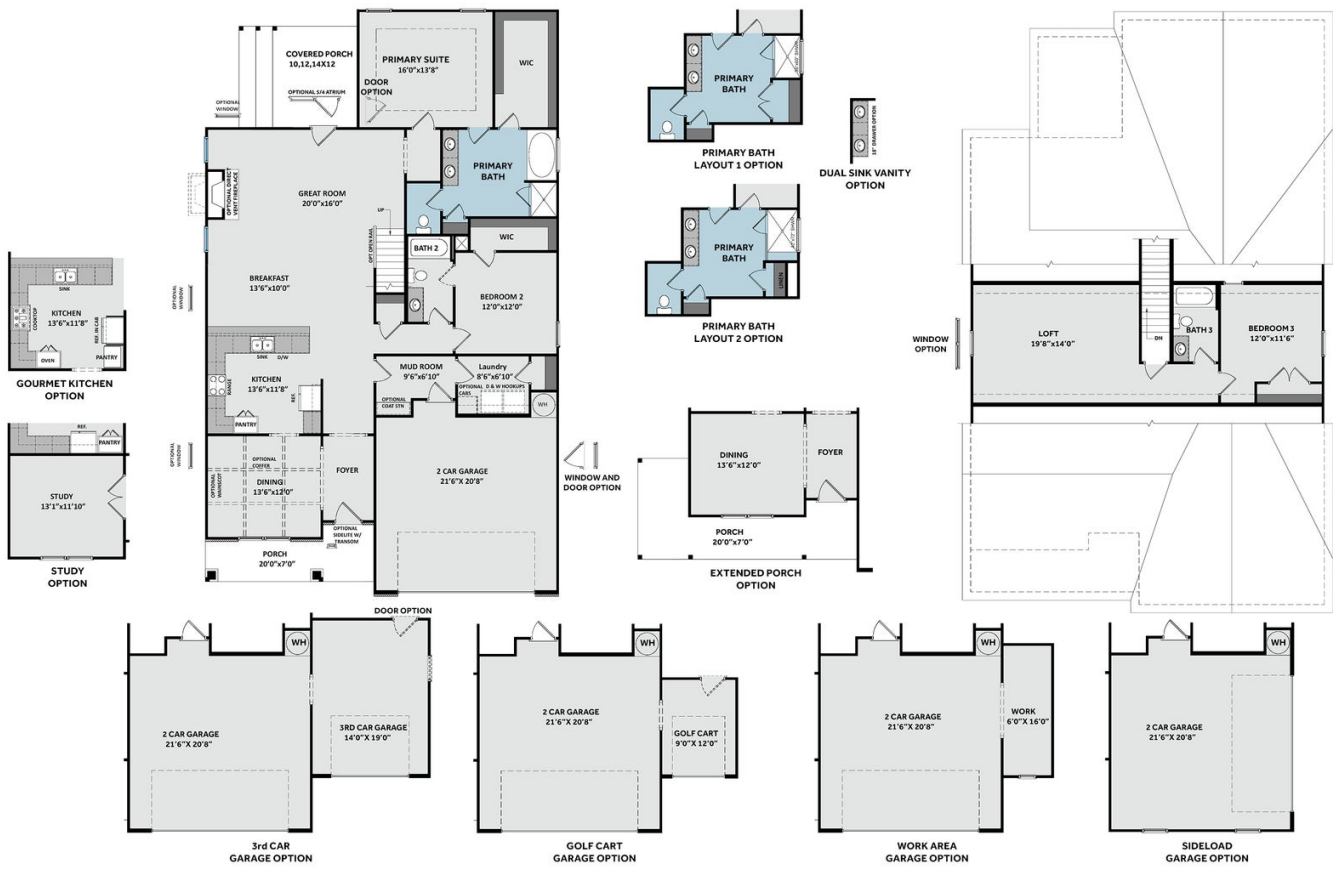 COVERED PORCH
10,12,14X12
OPTIONAL S/4 ATRIUM
OPTIONAL
WINDOW
PRIMARY SUITE
16'0"x13'8"
DOOR
OPTION
WIC
PRIMARY
BATH
GREAT ROOM
20'0"x16'0"
OPTIONAL DIRECT
VENT FIREPLACE
UP
OPT OPEN RAIL
BATH 2
WIC
BREAKFAST
13'6"x10'0"
OPTIONAL
WINDOW
BEDROOM 2
12'0"x12'0"
SINK
D/W
KITCHEN
13'6"x11'8"
RANGE
REF.
PANTRY
MUD ROOM
9'6"x6'10"
OPTIONAL
COAT STN
Laundry
8'6"x6'10"
OPTIONAL
CABS
D & W HOOKUPS
WH
OPTIONAL
WINDOW
OPTIONAL
WAINSCOT
OPTIONAL
COFFER
DINING
13'6"x12'0"
FOYER
OPTIONAL
SIDELITE W/
TRANSOM
PORCH
20'0"x7'0"
2 CAR GARAGE
21'6"X 20'8"
WINDOW AND
DOOR OPTION
SINK
COOKTOP
KITCHEN
13'6"x11'8"
REF. IN CAB
OVEN
PANTRY
GOURMET KITCHEN
OPTION
REF.
PANTRY
STUDY
13'1"x11'10"
STUDY
OPTION
PRIMARY
BATH
PRIMARY BATH
LAYOUT 1 OPTION
18" DRAWER OPTION
DUAL SINK VANITY
OPTION
PRIMARY
BATH
LINEN
PRIMARY BATH
LAYOUT 2 OPTION
DINING
13'6"x12'0"
FOYER
PORCH
20'0"x7'0"
EXTENDED PORCH
OPTION
WINDOW
OPTION
LOFT
19'8"x14'0"
DN
BATH 3
BEDROOM 3
12'0"x11'6"
DOOR OPTION
WH
2 CAR GARAGE
21'6"X 20'8"
3RD CAR GARAGE
14'0"X 19'0"
3rd CAR
GARAGE OPTION
WH
2 CAR GARAGE
21'6"X 20'8"
GOLF CART
9'0"X 12'0"
GOLF CART
GARAGE OPTION
WH
2 CAR GARAGE
21'6"X 20'8"
WORK
6'0"X 16'0"
WORK AREA
GARAGE OPTION
WH
2 CAR GARAGE
21'6"X 20'8"
SIDELOAD
GARAGE OPTION